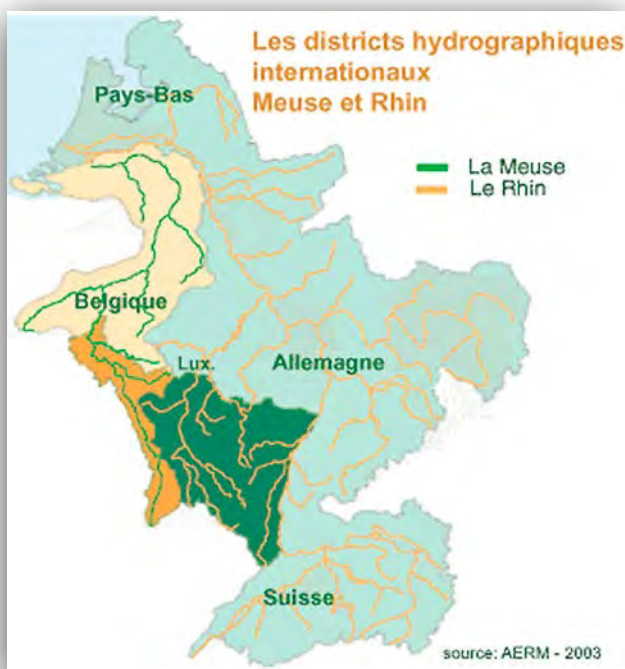 Les districts hydrographiques
internationaux
Meuse et Rhin
Pays-Bas
La Meuse
Le Rhin
Belgique
Lux.
Allemagne
Suisse
source: AERM - 2003